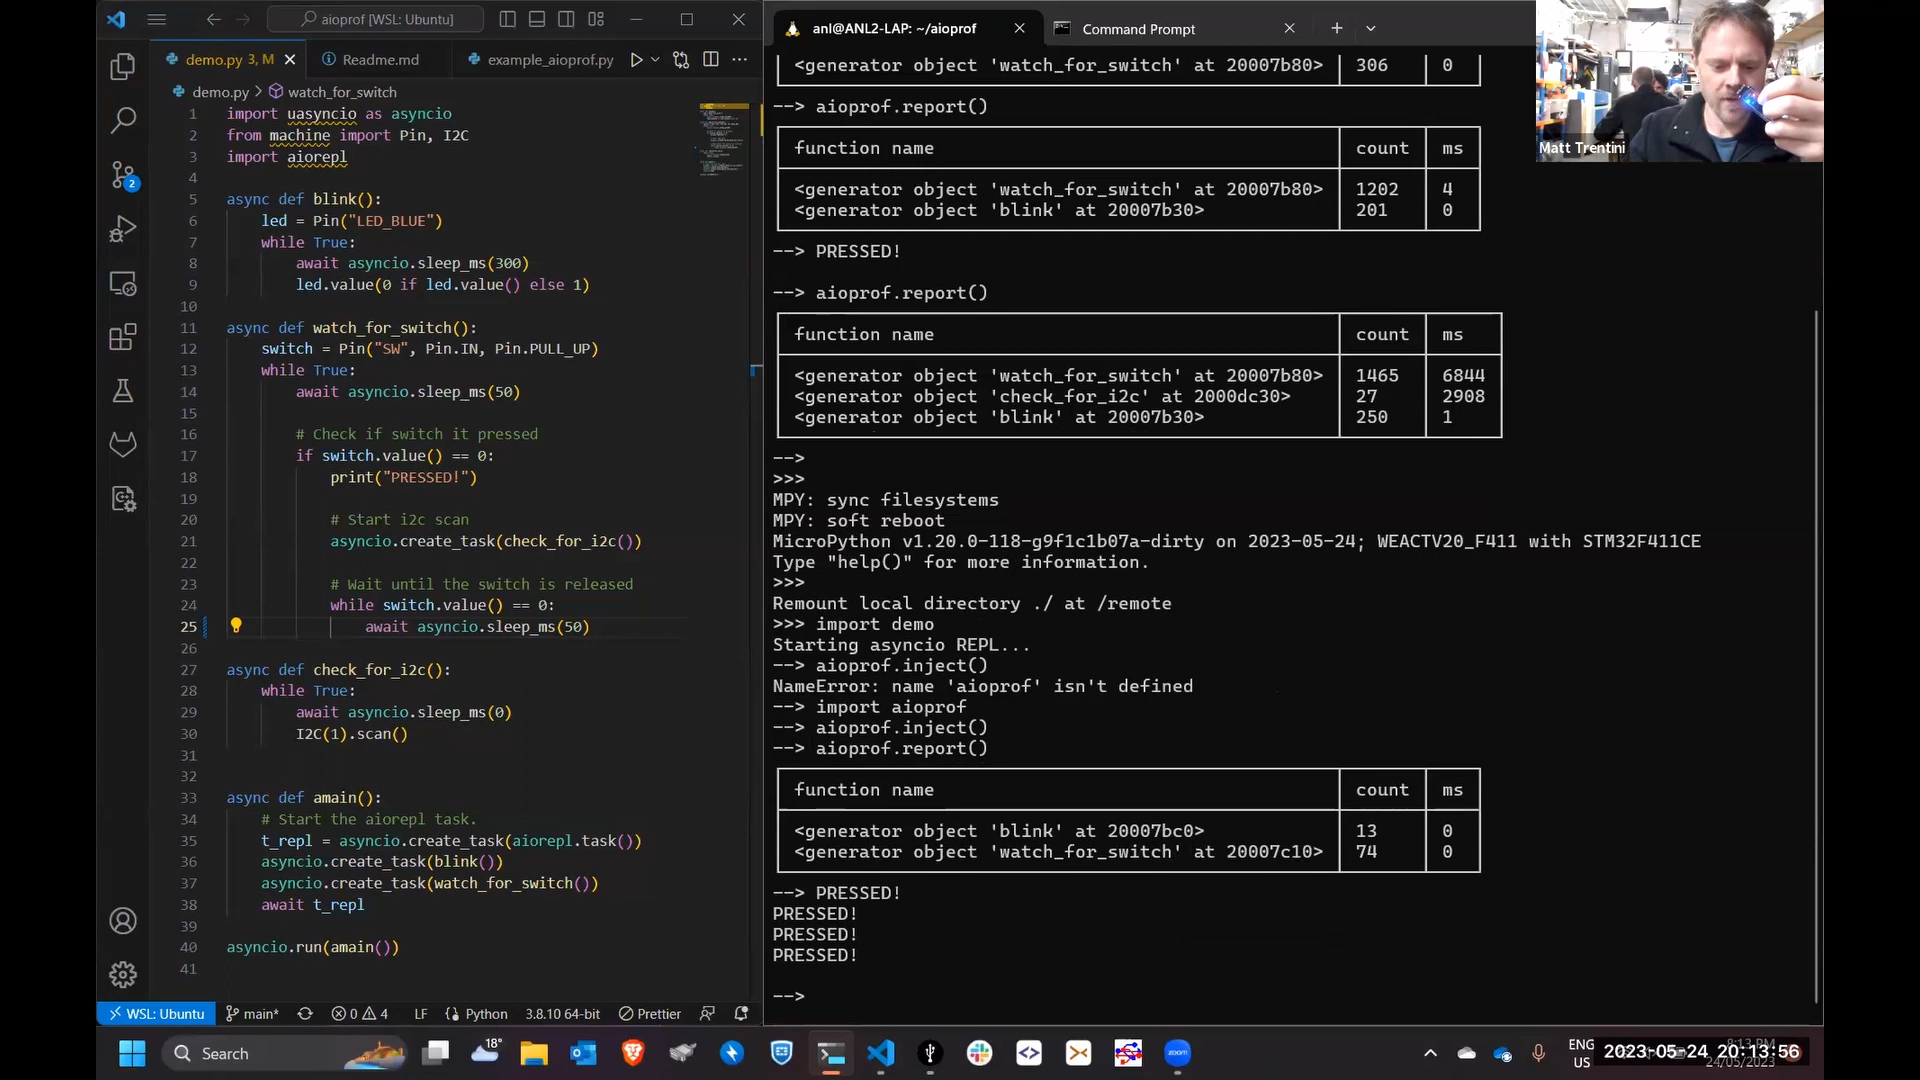 aioprof [WSL: Ubuntu]
demo.py 3, M
Readme.md
example_aioprof.py
demo.py > watch_for_switch
1 import uasyncio as asyncio
2 from machine import Pin, I2C
3 import aiorepl
4
5 async def blink():
6 led = Pin("LED_BLUE")
7 while True:
8 await asyncio.sleep_ms(300)
9 led.value(0 if led.value() else 1)
10
11 async def watch_for_switch():
12 switch = Pin("SW", Pin.IN, Pin.PULL_UP)
13 while True:
14 await asyncio.sleep_ms(50)
15
16 # Check if switch it pressed
17 if switch.value() == 0:
18 print("PRESSED!")
19
20 # Start i2c scan
21 asyncio.create_task(check_for_i2c())
22
23 # Wait until the switch is released
24 while switch.value() == 0:
25 await asyncio.sleep_ms(50)
26
27 async def check_for_i2c():
28 while True:
29 await asyncio.sleep_ms(0)
30 I2C(1).scan()
31
32
33 async def amain():
34 # Start the aiorepl task.
35 t_repl = asyncio.create_task(aiorepl.task())
36 asyncio.create_task(blink())
37 asyncio.create_task(watch_for_switch())
38 await t_repl
39
40 asyncio.run(amain())
41
2
WSL: Ubuntu main* 0 4 LF Python 3.8.10 64-bit Prettier
anl@ANL2-LAP: ~/aioprof
Command Prompt
<generator object 'watch_for_switch' at 20007b80> 306 0
--> aioprof.report()
function name count ms
<generator object 'watch_for_switch' at 20007b80> 1202 4
<generator object 'blink' at 20007b30> 201 0
--> PRESSED!
--> aioprof.report()
function name count ms
<generator object 'watch_for_switch' at 20007b80> 1465 6844
<generator object 'check_for_i2c' at 2000dc30> 27 2908
<generator object 'blink' at 20007b30> 250 1
-->
>>>
MPY: sync filesystems
MPY: soft reboot
MicroPython v1.20.0-118-g9f1c1b07a-dirty on 2023-05-24; WEACTV20_F411 with STM32F411CE
Type "help()" for more information.
>>>
Remount local directory ./ at /remote
>>> import demo
Starting asyncio REPL...
--> aioprof.inject()
NameError: name 'aioprof' isn't defined
--> import aioprof
--> aioprof.inject()
--> aioprof.report()
function name count ms
<generator object 'blink' at 20007bc0> 13 0
<generator object 'watch_for_switch' at 20007c10> 74 0
--> PRESSED!
PRESSED!
PRESSED!
PRESSED!
-->
Matt Trentini
Search
18°
zoom
ENG
US
8:13 PM
24/05/2023
2023-05-24 20:13:56